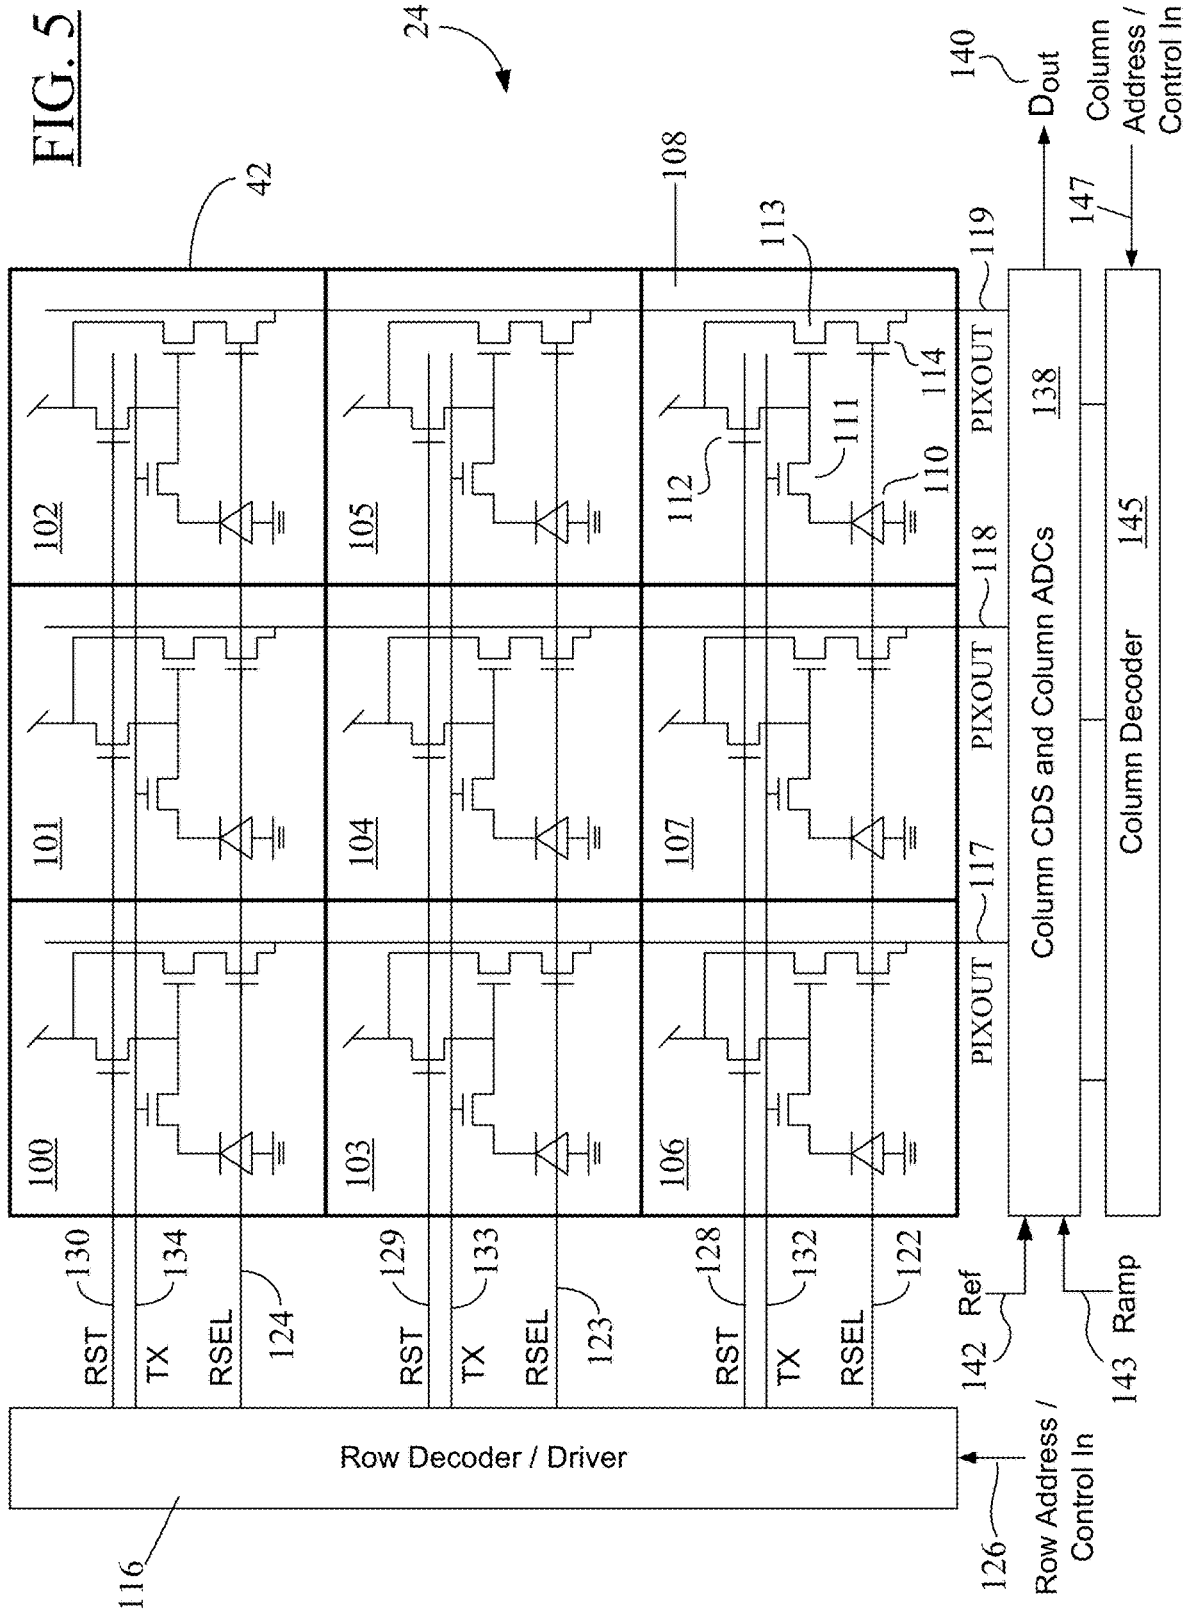 FIG. 5
24
42
102
101
100
130
RST
134
TX
RSEL
124
105
104
103
129
RST
133
TX
RSEL
123
108
113
112
111
114
110
107
106
128
RST
132
TX
RSEL
122
Row Decoder / Driver
116
126
Row Address /
Control In
PIXOUT
117
PIXOUT
118
PIXOUT
119
Ref
142
143
Ramp
Column CDS and Column ADCs
138
Dout
140
Column Decoder
145
147
Column
Address /
Control In